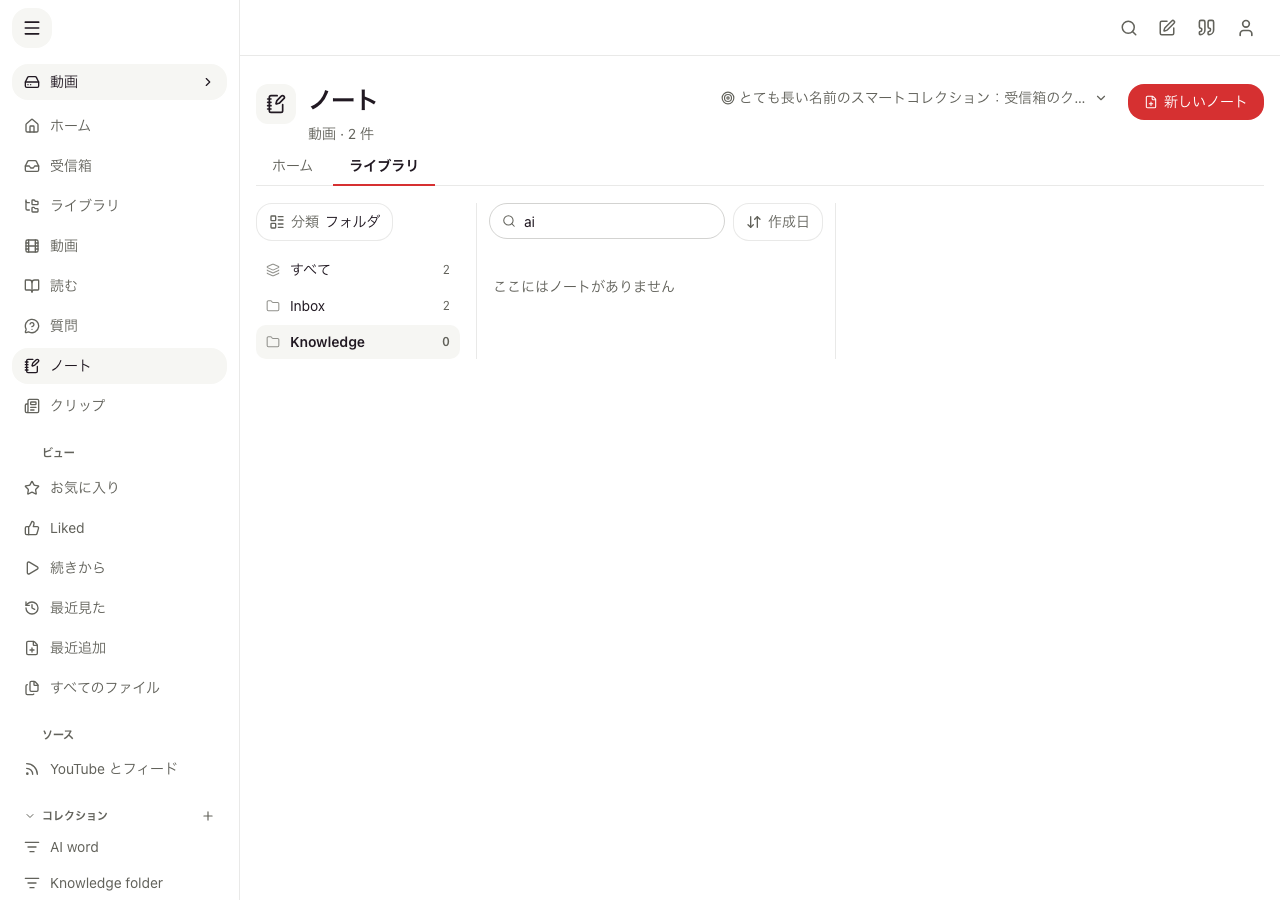 動画
ホーム
受信箱
ライブラリ
動画
読む
質問
ノート
クリップ
ビュー
お気に入り
Liked
続きから
最近見た
最近追加
すべてのファイル
ソース
YouTube とフィード
コレクション
AI word
Knowledge folder
ノート
動画 · 2 件
とても長い名前のスマートコレクション：受信箱のク...
新しいノート
ホーム
ライブラリ
分類 フォルダ
すべて 2
Inbox 2
Knowledge 0
ai
作成日
ここにはノートがありません